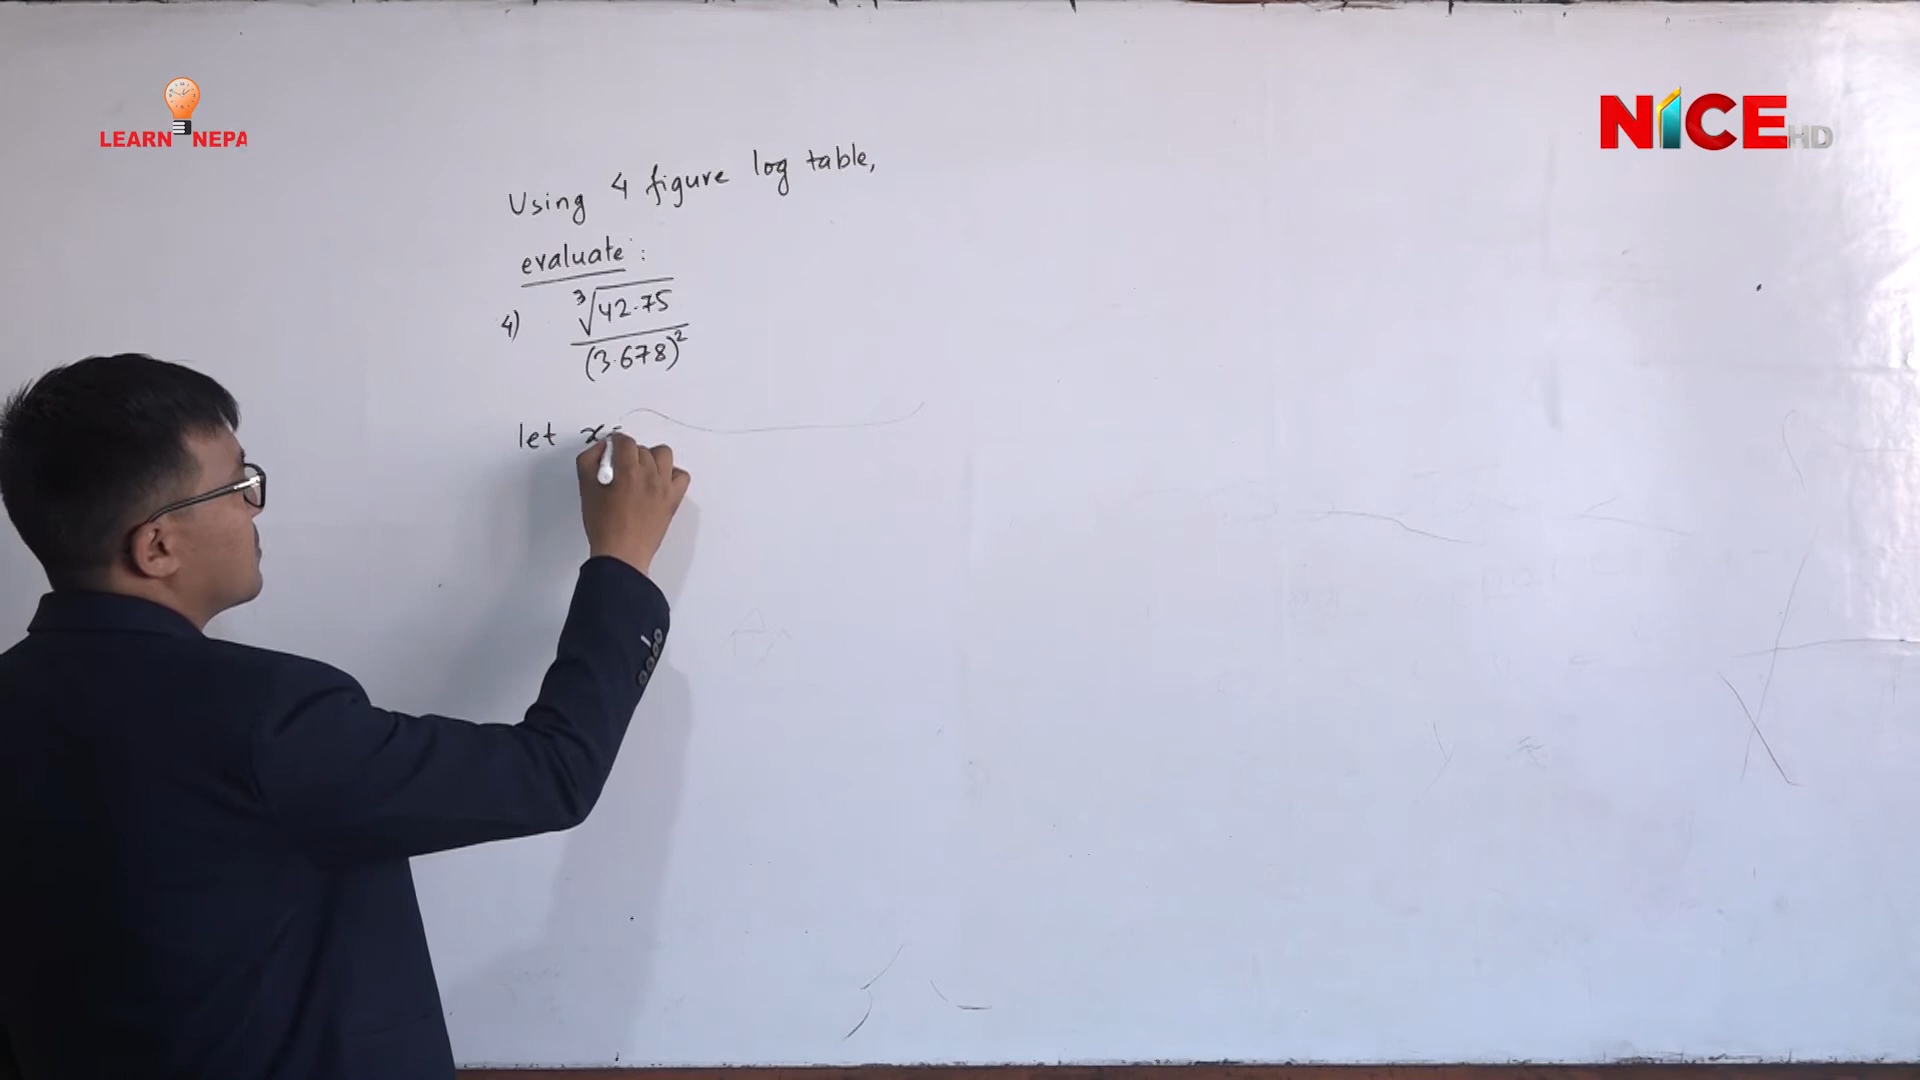 LEARN NEPA
NICE HD
Using 4 figure log table,
evaluate :
4) ∛42.75
(3.678)²
let x =